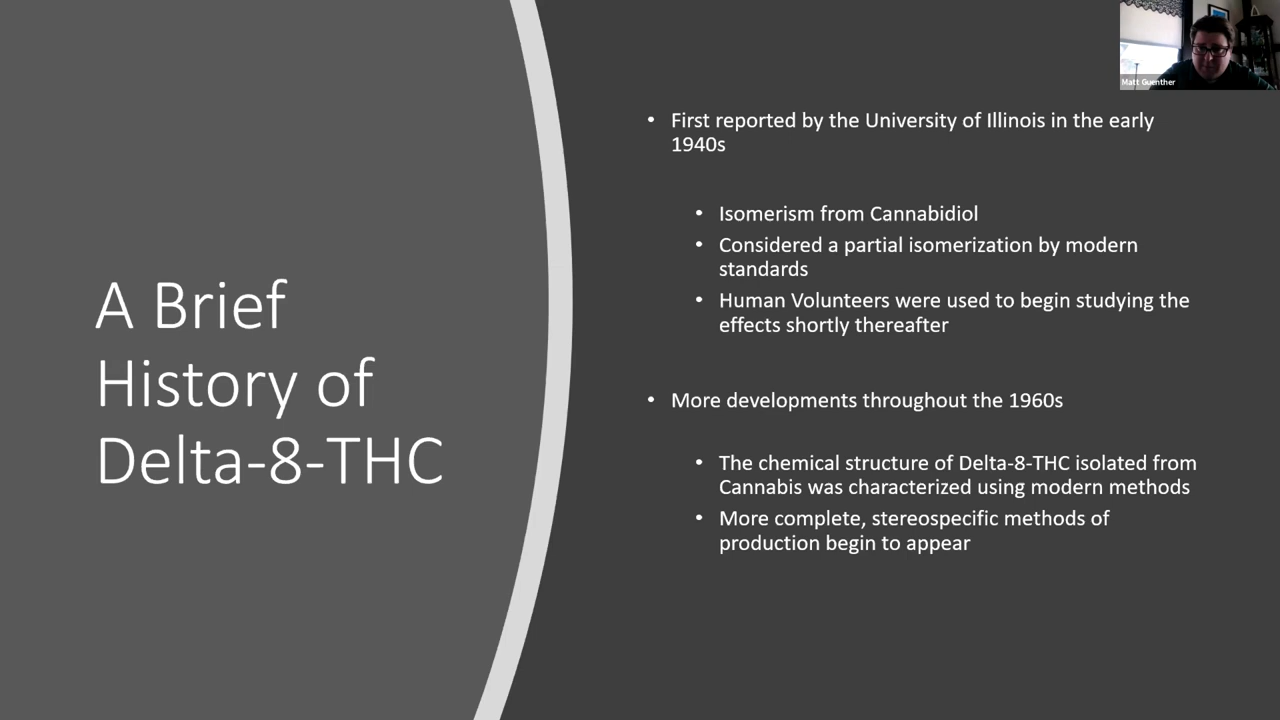 A Brief
History of
Delta-8-THC
• First reported by the University of Illinois in the early
1940s
• Isomerism from Cannabidiol
• Considered a partial isomerization by modern
standards
• Human Volunteers were used to begin studying the
effects shortly thereafter
• More developments throughout the 1960s
• The chemical structure of Delta-8-THC isolated from
Cannabis was characterized using modern methods
• More complete, stereospecific methods of
production begin to appear
Matt Guenther